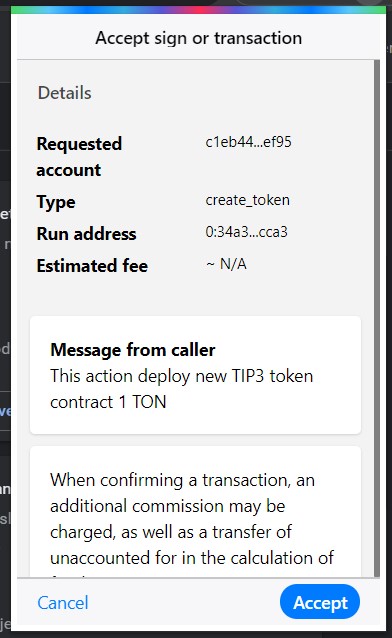 Accept sign or transaction
Details
Requested account c1eb44...ef95
Type create_token
Run address 0:34a3...cca3
Estimated fee ~ N/A
Message from caller
This action deploy new TIP3 token
contract 1 TON
When confirming a transaction, an
additional commission may be
charged, as well as a transfer of
unaccounted for in the calculation of
Cancel
Accept